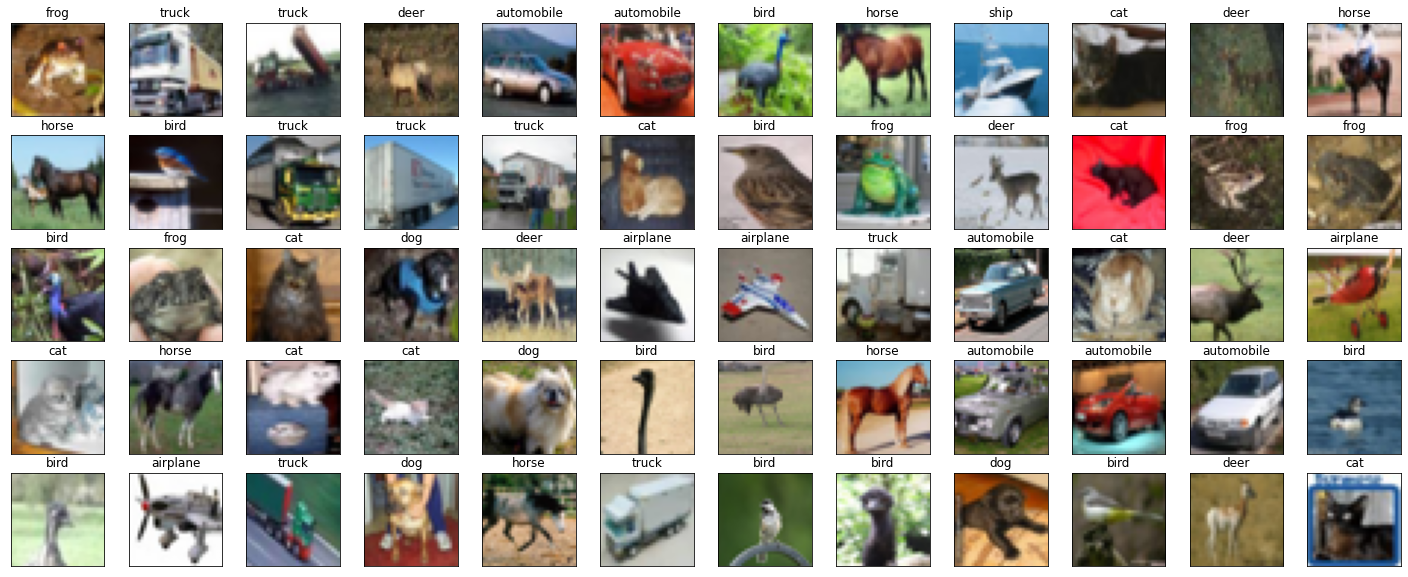 frog truck truck deer automobile automobile bird horse ship cat deer horse
horse bird truck truck truck cat bird frog deer cat frog frog
bird frog cat dog deer airplane airplane truck automobile cat deer airplane
cat horse cat cat dog bird bird horse automobile automobile automobile bird
bird airplane truck dog horse truck bird bird dog bird deer cat